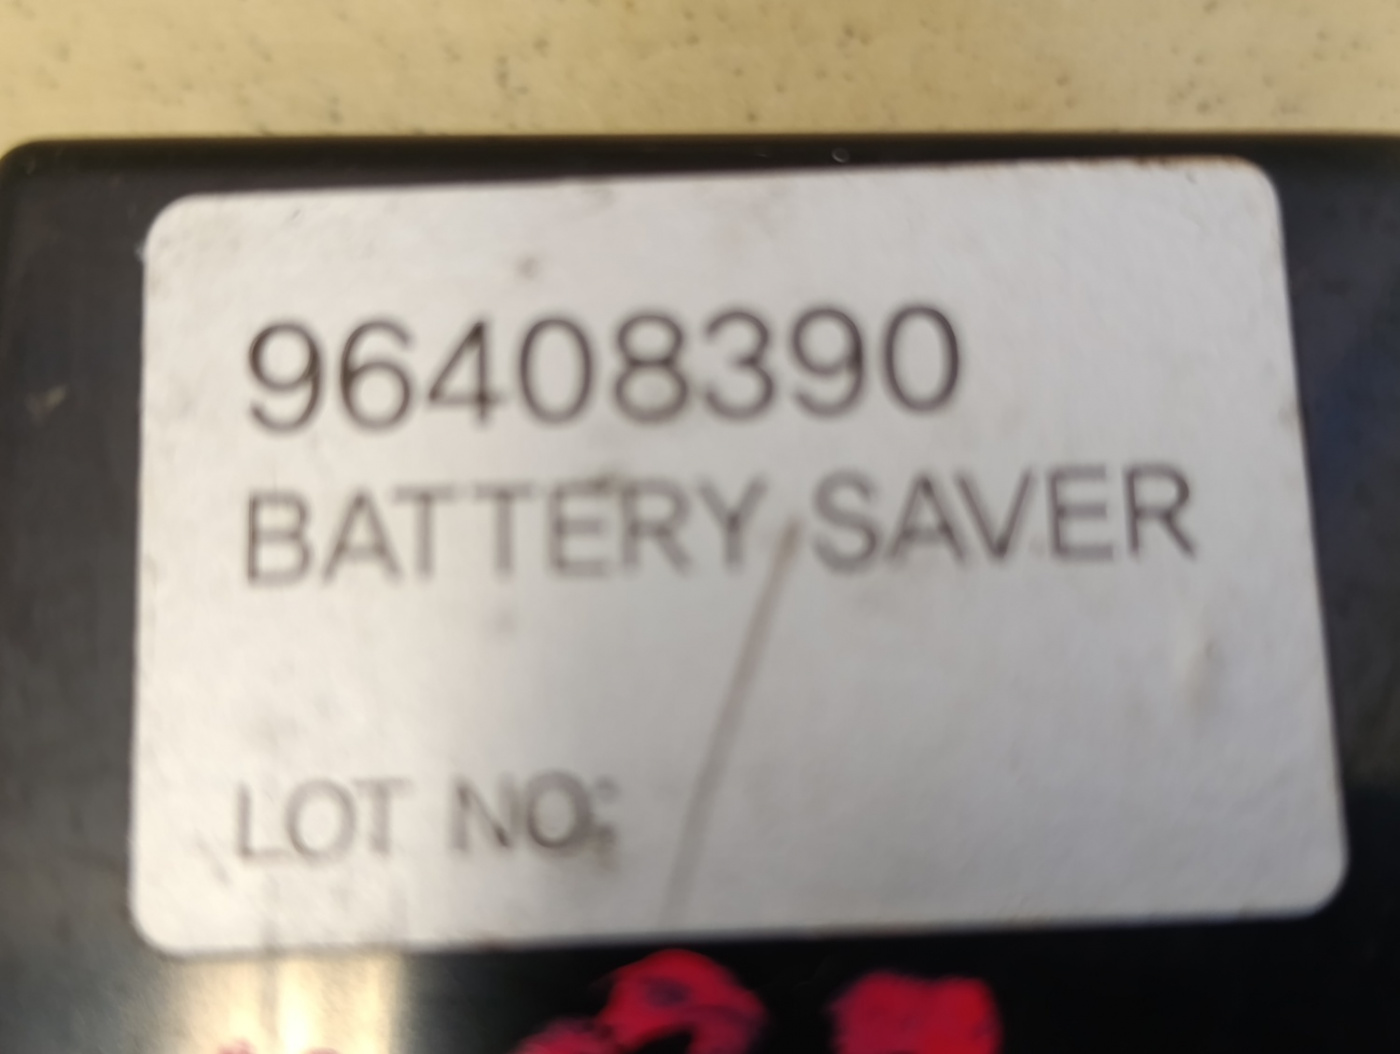 96408390
BATTERY SAVER
LOT NO: